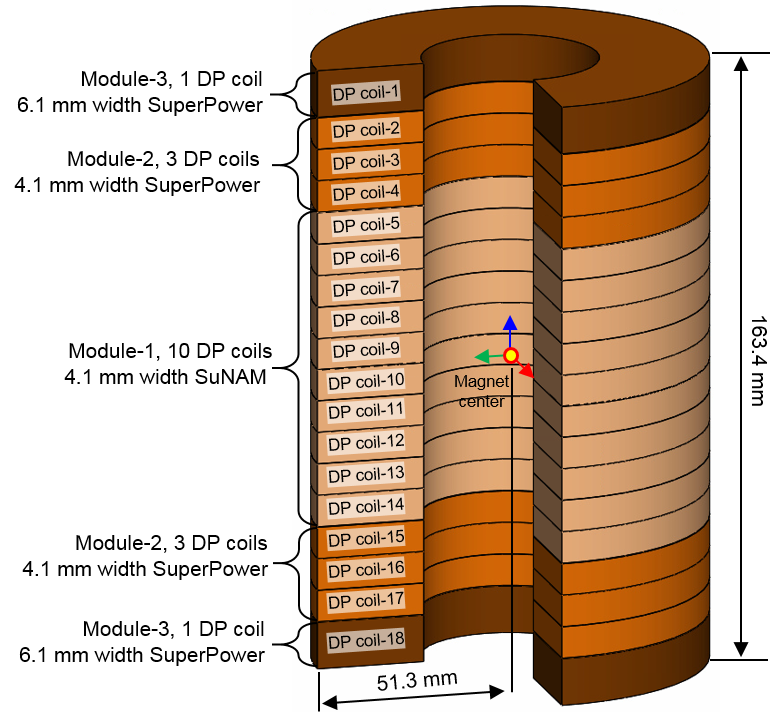 Module-3, 1 DP coil
6.1 mm width SuperPower
Module-2, 3 DP coils
4.1 mm width SuperPower
Module-1, 10 DP coils
4.1 mm width SuNAM
Module-2, 3 DP coils
4.1 mm width SuperPower
Module-3, 1 DP coil
6.1 mm width SuperPower
DP coil-1
DP coil-2
DP coil-3
DP coil-4
DP coil-5
DP coil-6
DP coil-7
DP coil-8
DP coil-9
DP coil-10
DP coil-11
DP coil-12
DP coil-13
DP coil-14
DP coil-15
DP coil-16
DP coil-17
DP coil-18
Magnet
center
51.3 mm
163.4 mm